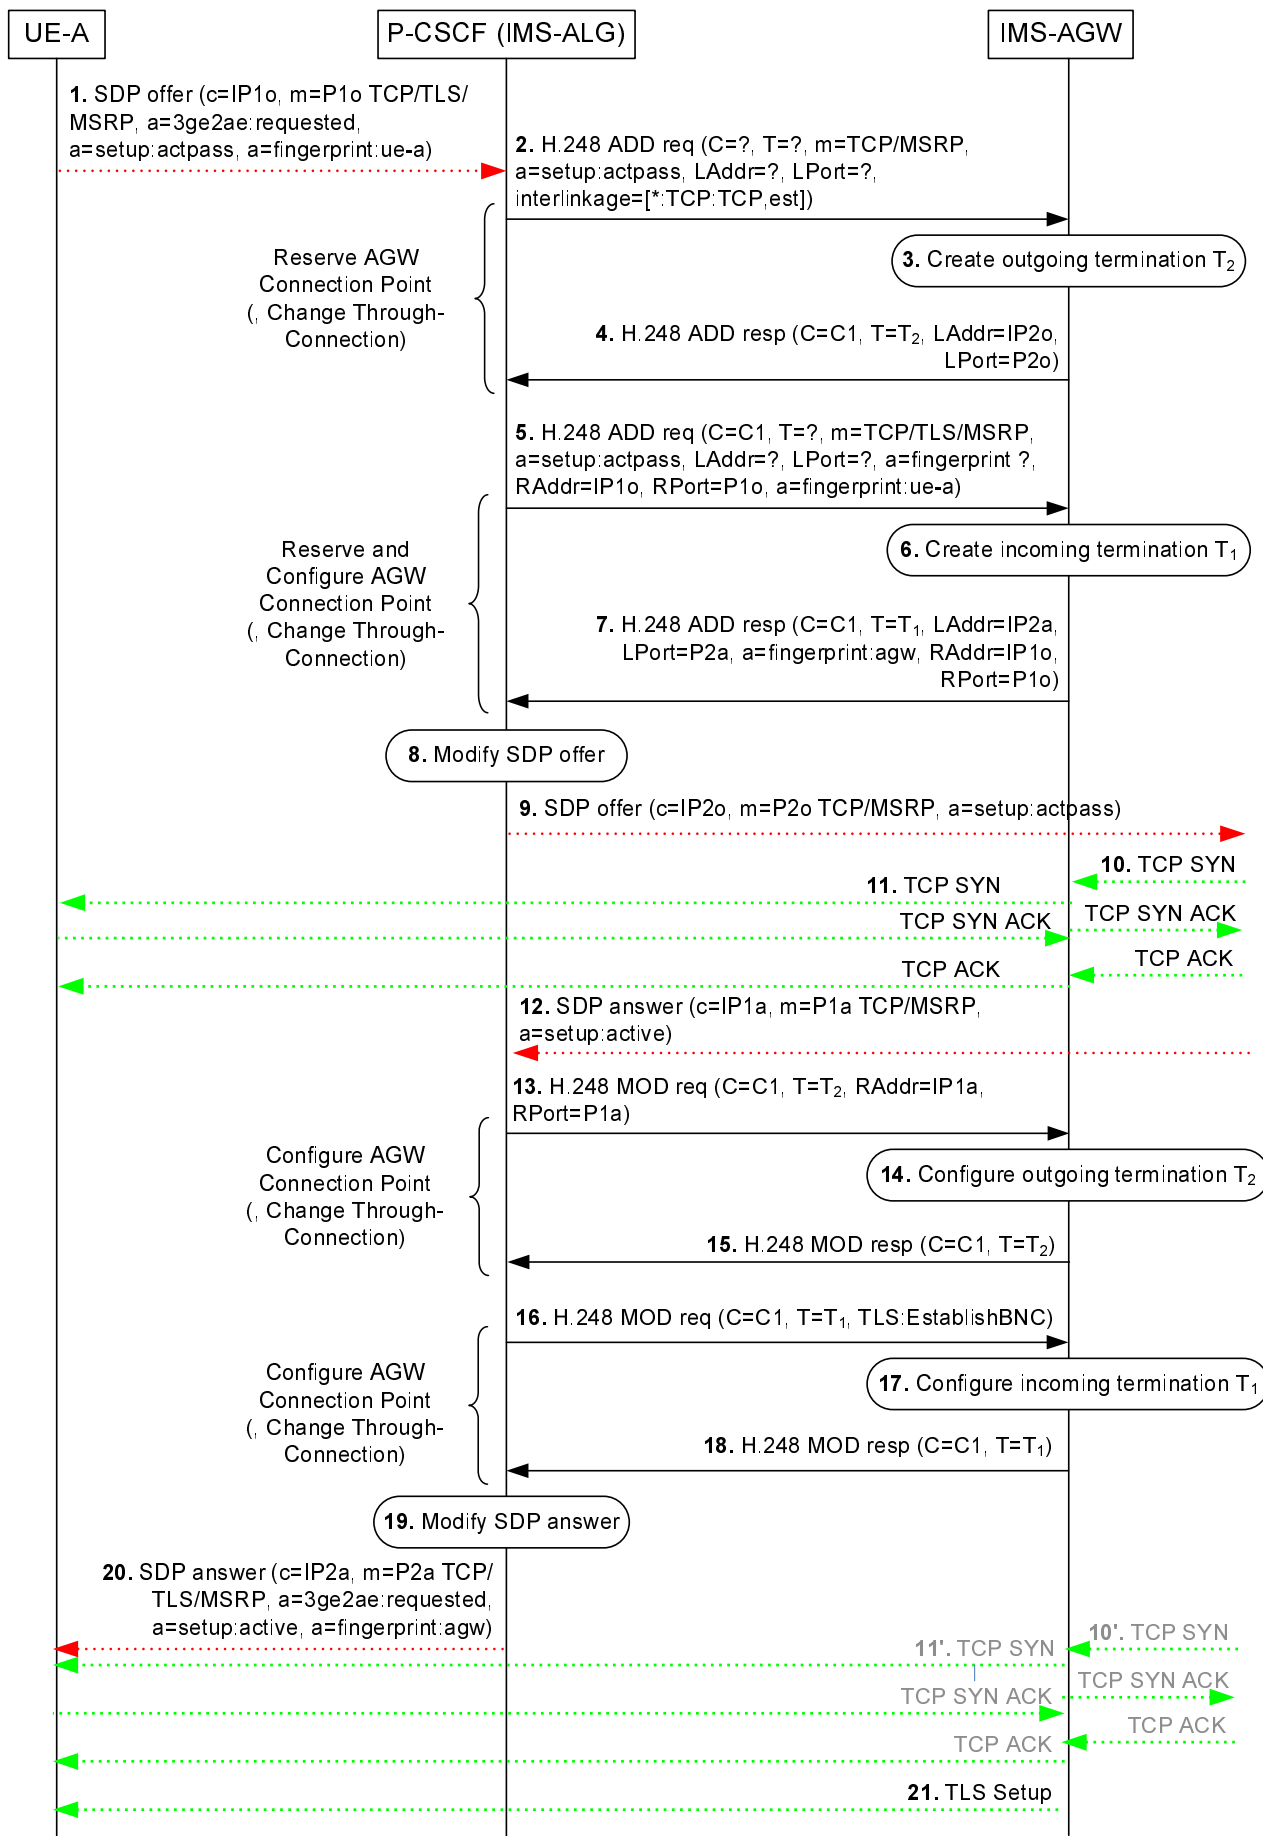 UE-A
P-CSCF (IMS-ALG)
IMS-AGW
1. SDP offer (c=IP1o, m=P1o TCP/TLS/
MSRP, a=3ge2ae:requested,
a=setup:actpass, a=fingerprint:ue-a)
2. H.248 ADD req (C=?, T=?, m=TCP/MSRP,
a=setup:actpass, LAddr=?, LPort=?,
interlinkage=[*:TCP:TCP,est])
Reserve AGW
Connection Point
(, Change Through-
Connection)
3. Create outgoing termination T2
4. H.248 ADD resp (C=C1, T=T2, LAddr=IP2o,
LPort=P2o)
5. H.248 ADD req (C=C1, T=?, m=TCP/TLS/MSRP,
a=setup:actpass, LAddr=?, LPort=?, a=fingerprint ?,
RAddr=IP1o, RPort=P1o, a=fingerprint:ue-a)
Reserve and
Configure AGW
Connection Point
(, Change Through-
Connection)
6. Create incoming termination T1
7. H.248 ADD resp (C=C1, T=T1, LAddr=IP2a,
LPort=P2a, a=fingerprint:agw, RAddr=IP1o,
RPort=P1o)
8. Modify SDP offer
9. SDP offer (c=IP2o, m=P2o TCP/MSRP, a=setup:actpass)
10. TCP SYN
11. TCP SYN
TCP SYN ACK
TCP SYN ACK
TCP ACK
TCP ACK
12. SDP answer (c=IP1a, m=P1a TCP/MSRP,
a=setup:active)
13. H.248 MOD req (C=C1, T=T2, RAddr=IP1a,
RPort=P1a)
Configure AGW
Connection Point
(, Change Through-
Connection)
14. Configure outgoing termination T2
15. H.248 MOD resp (C=C1, T=T2)
16. H.248 MOD req (C=C1, T=T1, TLS:EstablishBNC)
Configure AGW
Connection Point
(, Change Through-
Connection)
17. Configure incoming termination T1
18. H.248 MOD resp (C=C1, T=T1)
19. Modify SDP answer
20. SDP answer (c=IP2a, m=P2a TCP/
TLS/MSRP, a=3ge2ae:requested,
a=setup:active, a=fingerprint:agw)
10'. TCP SYN
11'. TCP SYN
TCP SYN ACK
TCP SYN ACK
TCP ACK
TCP ACK
21. TLS Setup